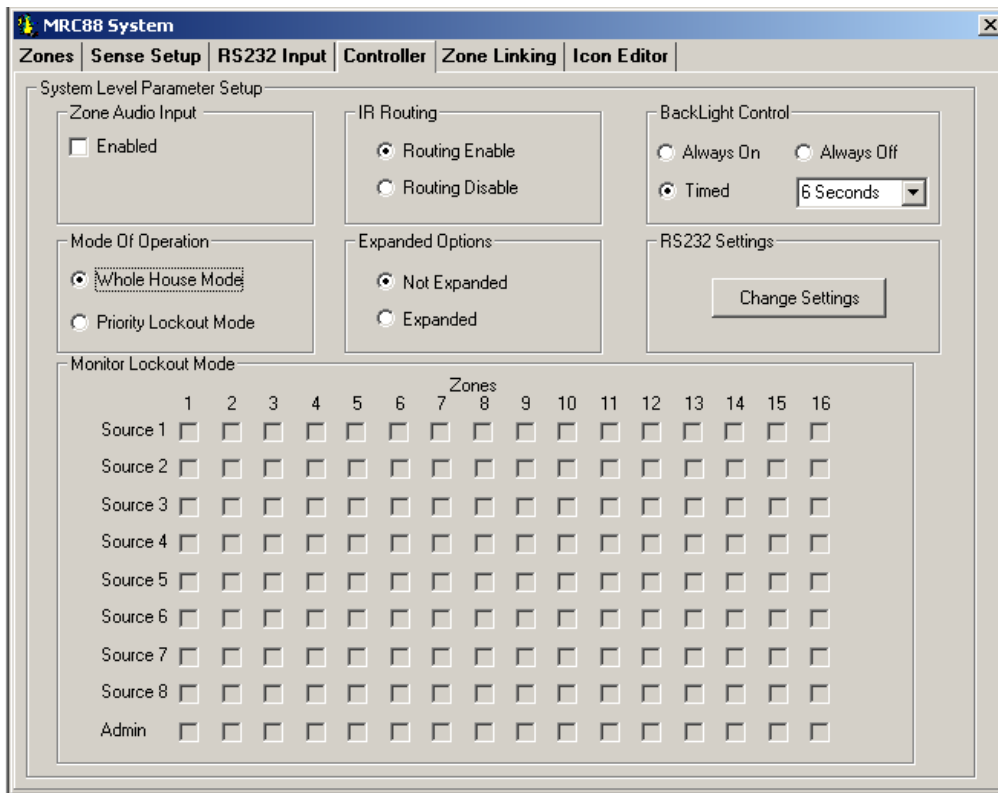 MRC88 System
Zones Sense Setup RS232 Input Controller Zone Linking Icon Editor
System Level Parameter Setup
Zone Audio Input
Enabled
IR Routing
Routing Enable
Routing Disable
BackLight Control
Always On Always Off
Timed 6 Seconds
Mode Of Operation
Whole House Mode
Priority Lockout Mode
Expanded Options
Not Expanded
Expanded
RS232 Settings
Change Settings
Monitor Lockout Mode
Zones
1 2 3 4 5 6 7 8 9 10 11 12 13 14 15 16
Source 1
Source 2
Source 3
Source 4
Source 5
Source 6
Source 7
Source 8
Admin